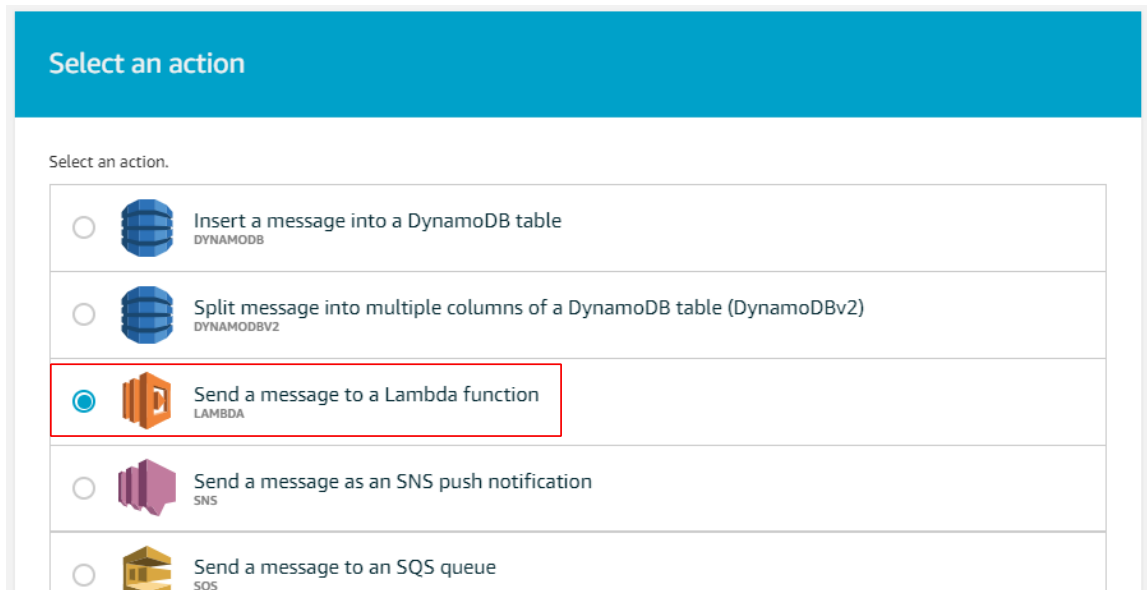 Select an action
Select an action.
Insert a message into a DynamoDB table
DYNAMODB
Split message into multiple columns of a DynamoDB table (DynamoDBv2)
DYNAMODBV2
Send a message to a Lambda function
LAMBDA
Send a message as an SNS push notification
SNS
Send a message to an SQS queue
SQS